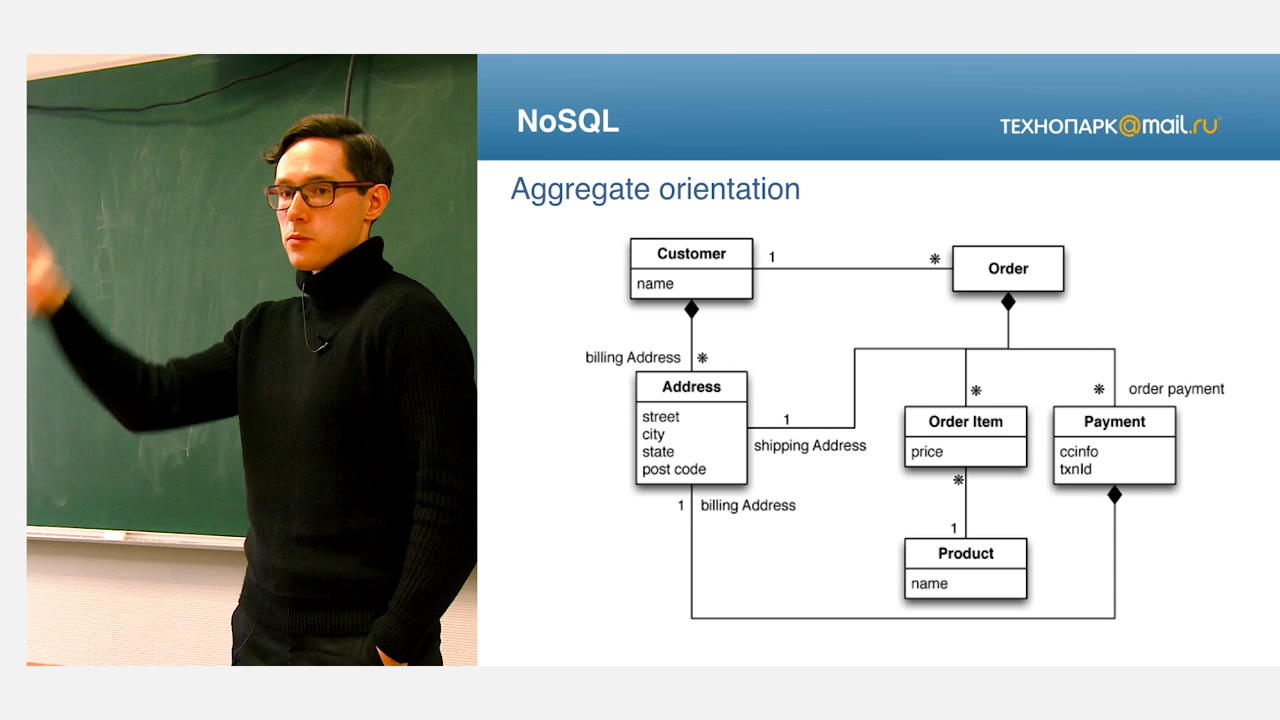 NoSQL
ТЕХНОПАРК@mail.ru
Aggregate orientation
Customer
name
1
*
Order
billing Address
*
Address
street
city
state
post code
1
shipping Address
*
Order Item
price
*
order payment
Payment
ccinfo
txnId
*
1
Product
name
1
billing Address